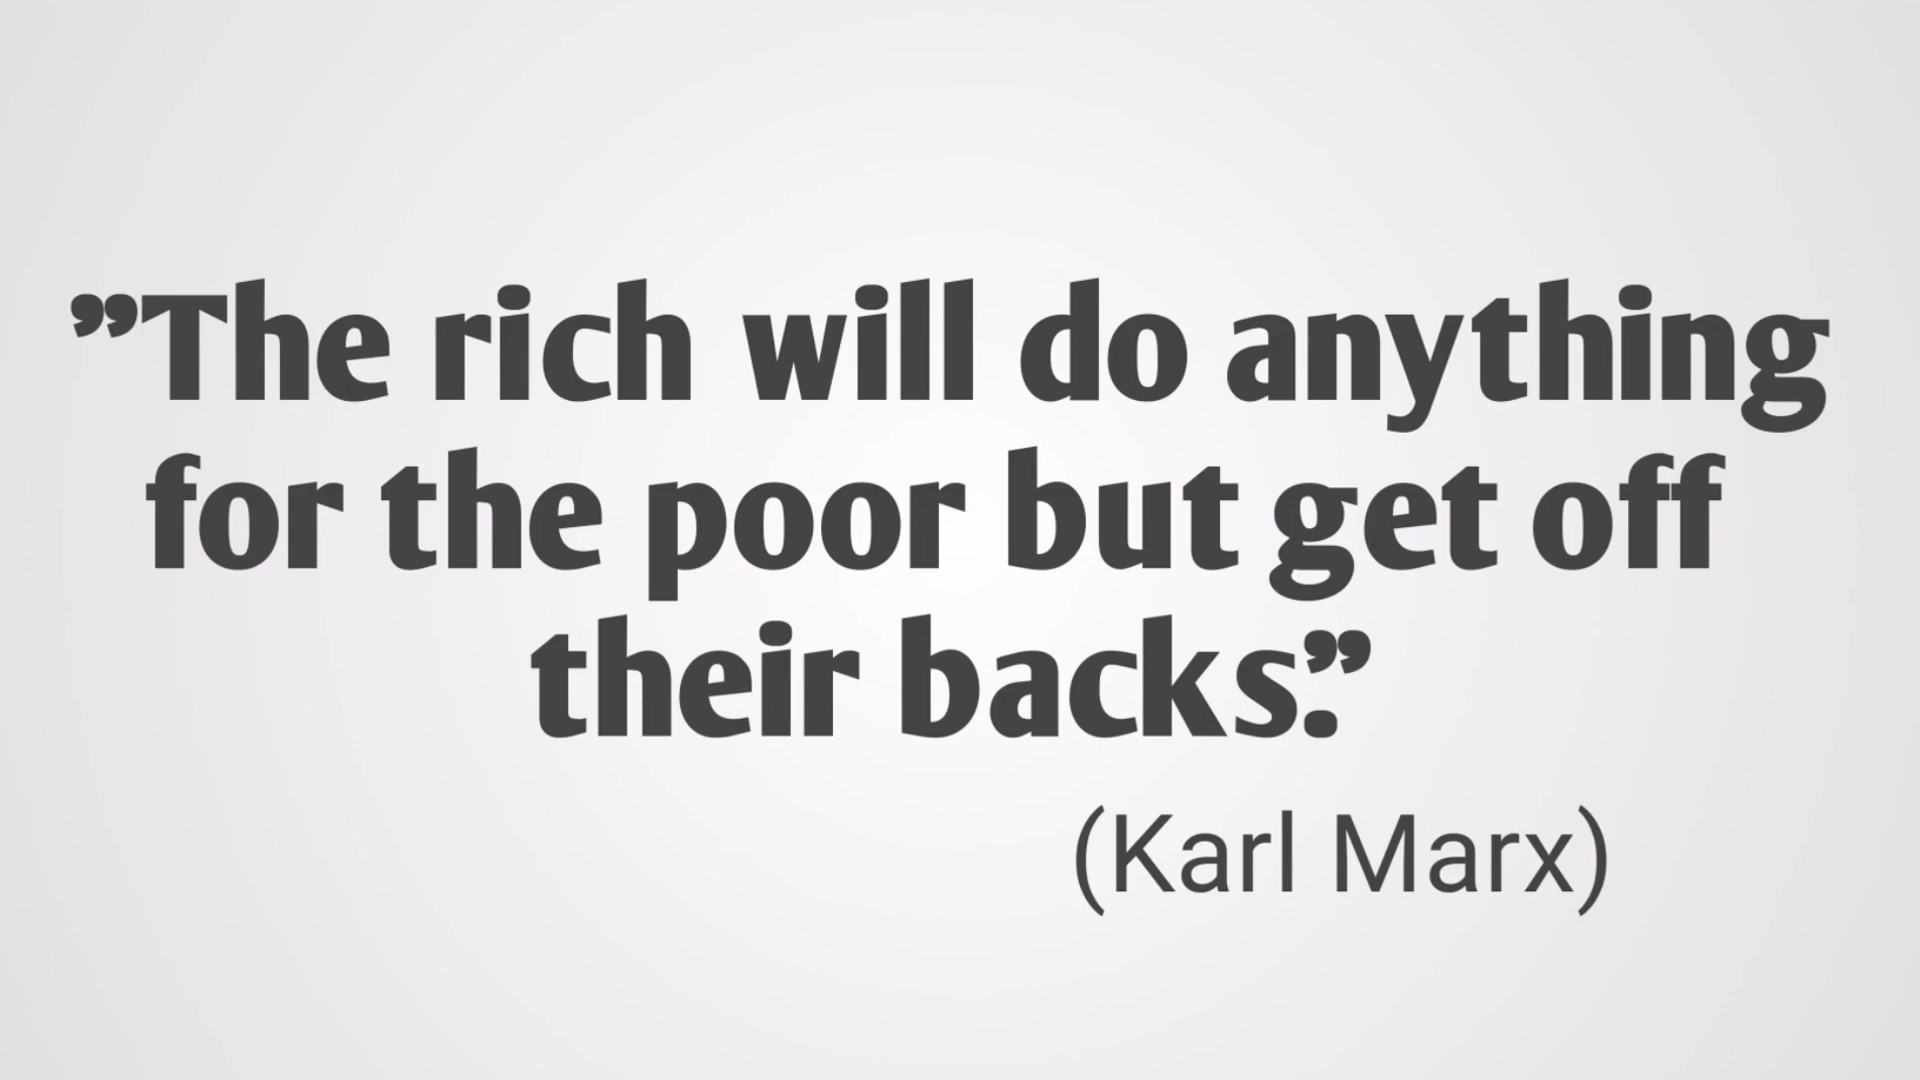 ”The rich will do anything
for the poor but get off
their backs.”
(Karl Marx)